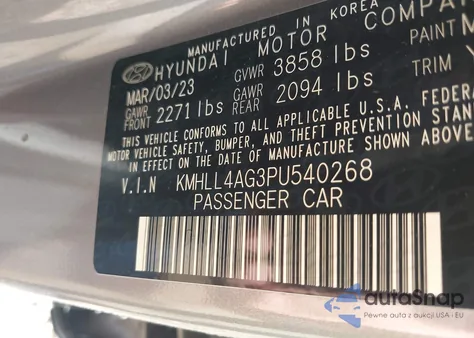 MANUFACTURED IN KOREA
HYUNDAI MOTOR COMPA
MAR/03/23 GVWR 3858 lbs PAINT
GAWR FRONT 2271 lbs GAWR REAR 2094 lbs TRIM
THIS VEHICLE CONFORMS TO ALL APPLICABLE U.S.A. FEDERA
MOTOR VEHICLE SAFETY, BUMPER, AND THEFT PREVENTION STAN
IN EFFECT ON THE DATE OF MANUFACTURE SHOWN ABOVE.
V.I.N KMHLL4AG3PU540268
PASSENGER CAR
autoSnap
Pewne auta z aukcji USA i EU